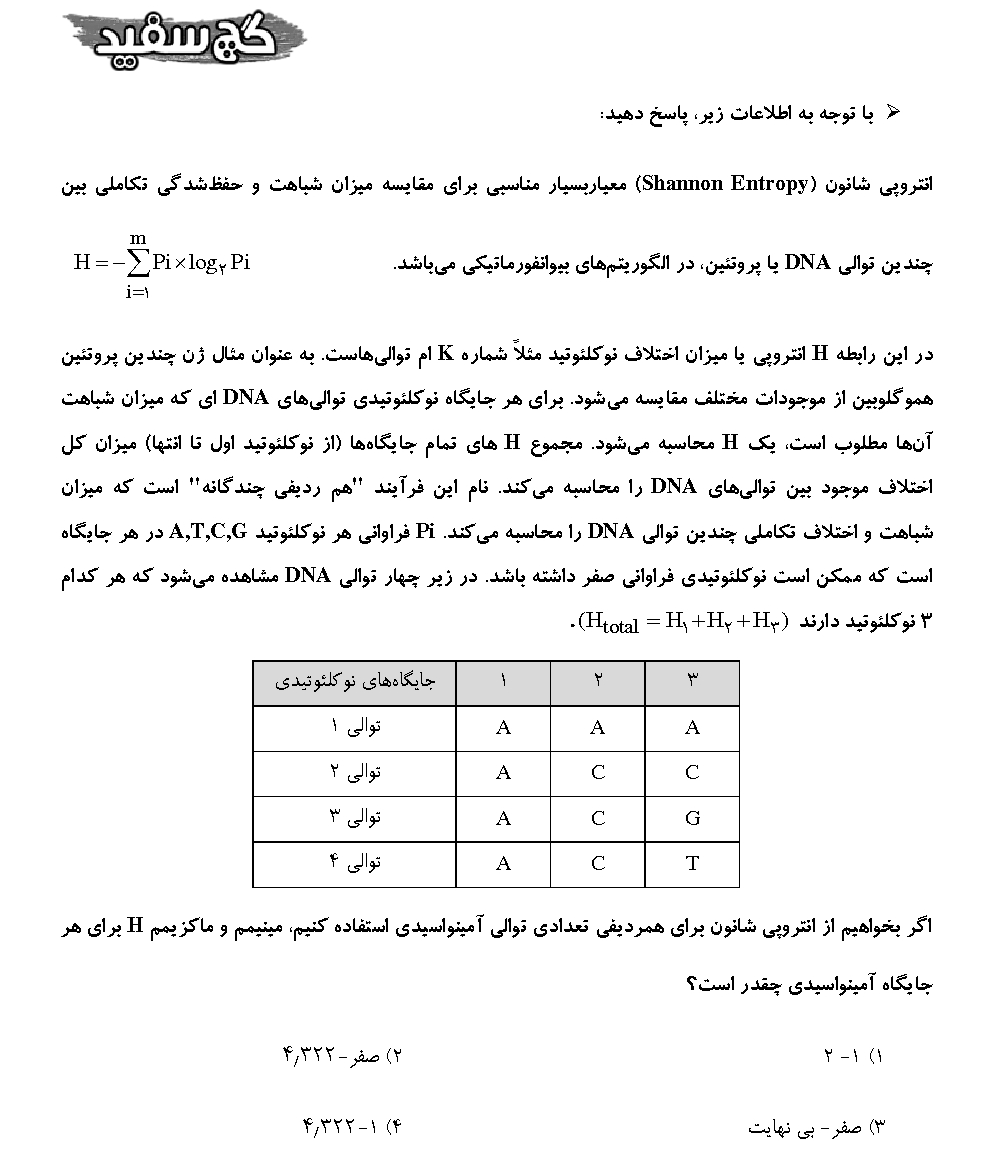 گچ سفید
➢ با توجه به اطلاعات زیر، پاسخ دهید:
انتروپی شانون (Shannon Entropy) معیاربسیار مناسبی برای مقایسه میزان شباهت و حفظ‌شدگی تکاملی بین
چندین توالی DNA یا پروتئین، در الگوریتم‌های بیوانفورماتیکی می‌باشد. H = −∑_{i=۱}^{m} Pi × log₂ Pi
در این رابطه H انتروپی یا میزان اختلاف نوکلئوتید مثلاً شماره K ام توالی‌هاست. به عنوان مثال ژن چندین پروتئین
هموگلوبین از موجودات مختلف مقایسه می‌شود. برای هر جایگاه نوکلئوتیدی توالی‌های DNA ای که میزان شباهت
آن‌ها مطلوب است، یک H محاسبه می‌شود. مجموع H های تمام جایگاه‌ها (از نوکلئوتید اول تا انتها) میزان کل
اختلاف موجود بین توالی‌های DNA را محاسبه می‌کند. نام این فرآیند "هم ردیفی چندگانه" است که میزان
شباهت و اختلاف تکاملی چندین توالی DNA را محاسبه می‌کند. Pi فراوانی هر نوکلئوتید A,T,C,G در هر جایگاه
است که ممکن است نوکلئوتیدی فراوانی صفر داشته باشد. در زیر چهار توالی DNA مشاهده می‌شود که هر کدام
۳ نوکلئوتید دارند (H_total = H₁ + H₂ + H₃).
جایگاه‌های نوکلئوتیدی ۱ ۲ ۳
توالی ۱ A A A
توالی ۲ A C C
توالی ۳ A C G
توالی ۴ A C T
اگر بخواهیم از انتروپی شانون برای همردیفی تعدادی توالی آمینواسیدی استفاده کنیم، مینیمم و ماکزیمم H برای هر
جایگاه آمینواسیدی چقدر است؟
۱) ۱- ۲ ۲) صفر-۴٫۳۲۲
۳) صفر- بی نهایت ۴) ۱-۴٫۳۲۲